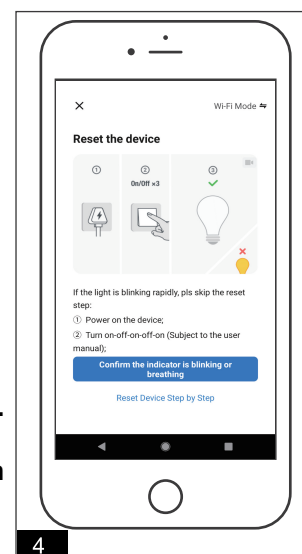 Wi-Fi Mode ⇋
Reset the device
① ② ③
On/Off ×3
If the light is blinking rapidly, pls skip the reset
step:
① Power on the device;
② Turn on-off-on-off-on (Subject to the user
manual);
Confirm the indicator is blinking or
breathing
Reset Device Step by Step
4